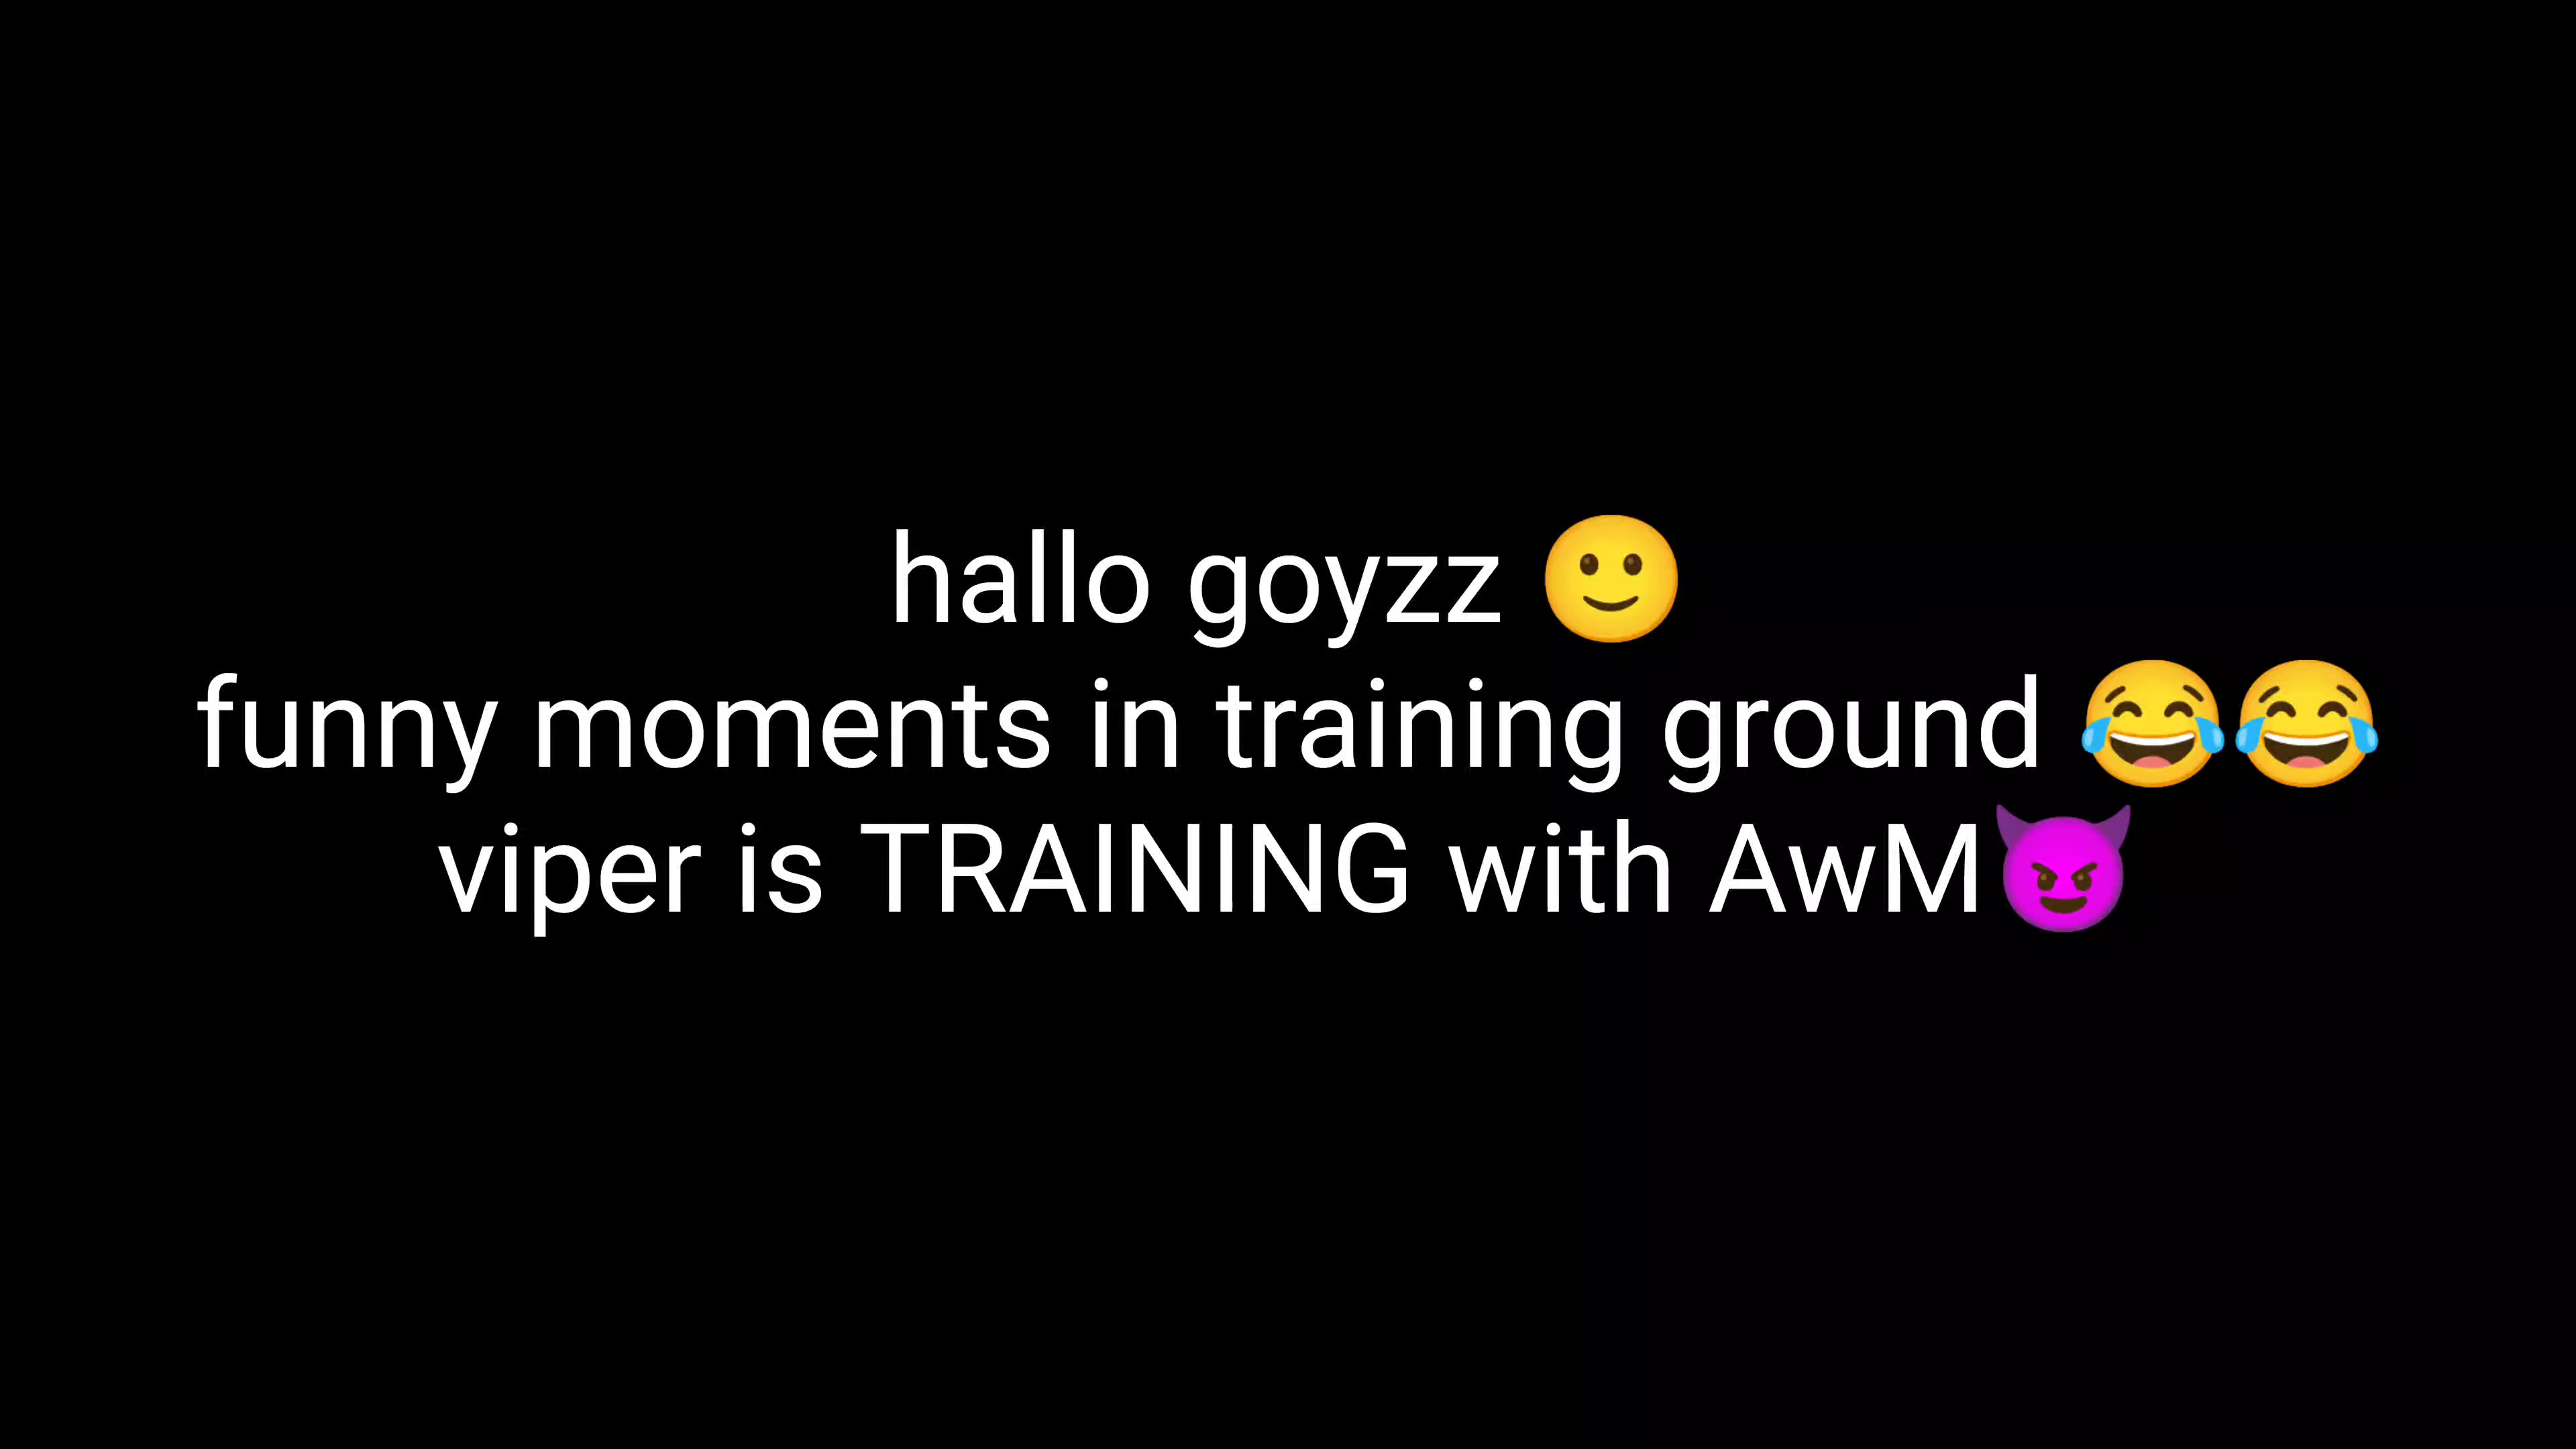 hallo goyzz 🙂
funny moments in training ground 😂😂
viper is TRAINING with AwM😈